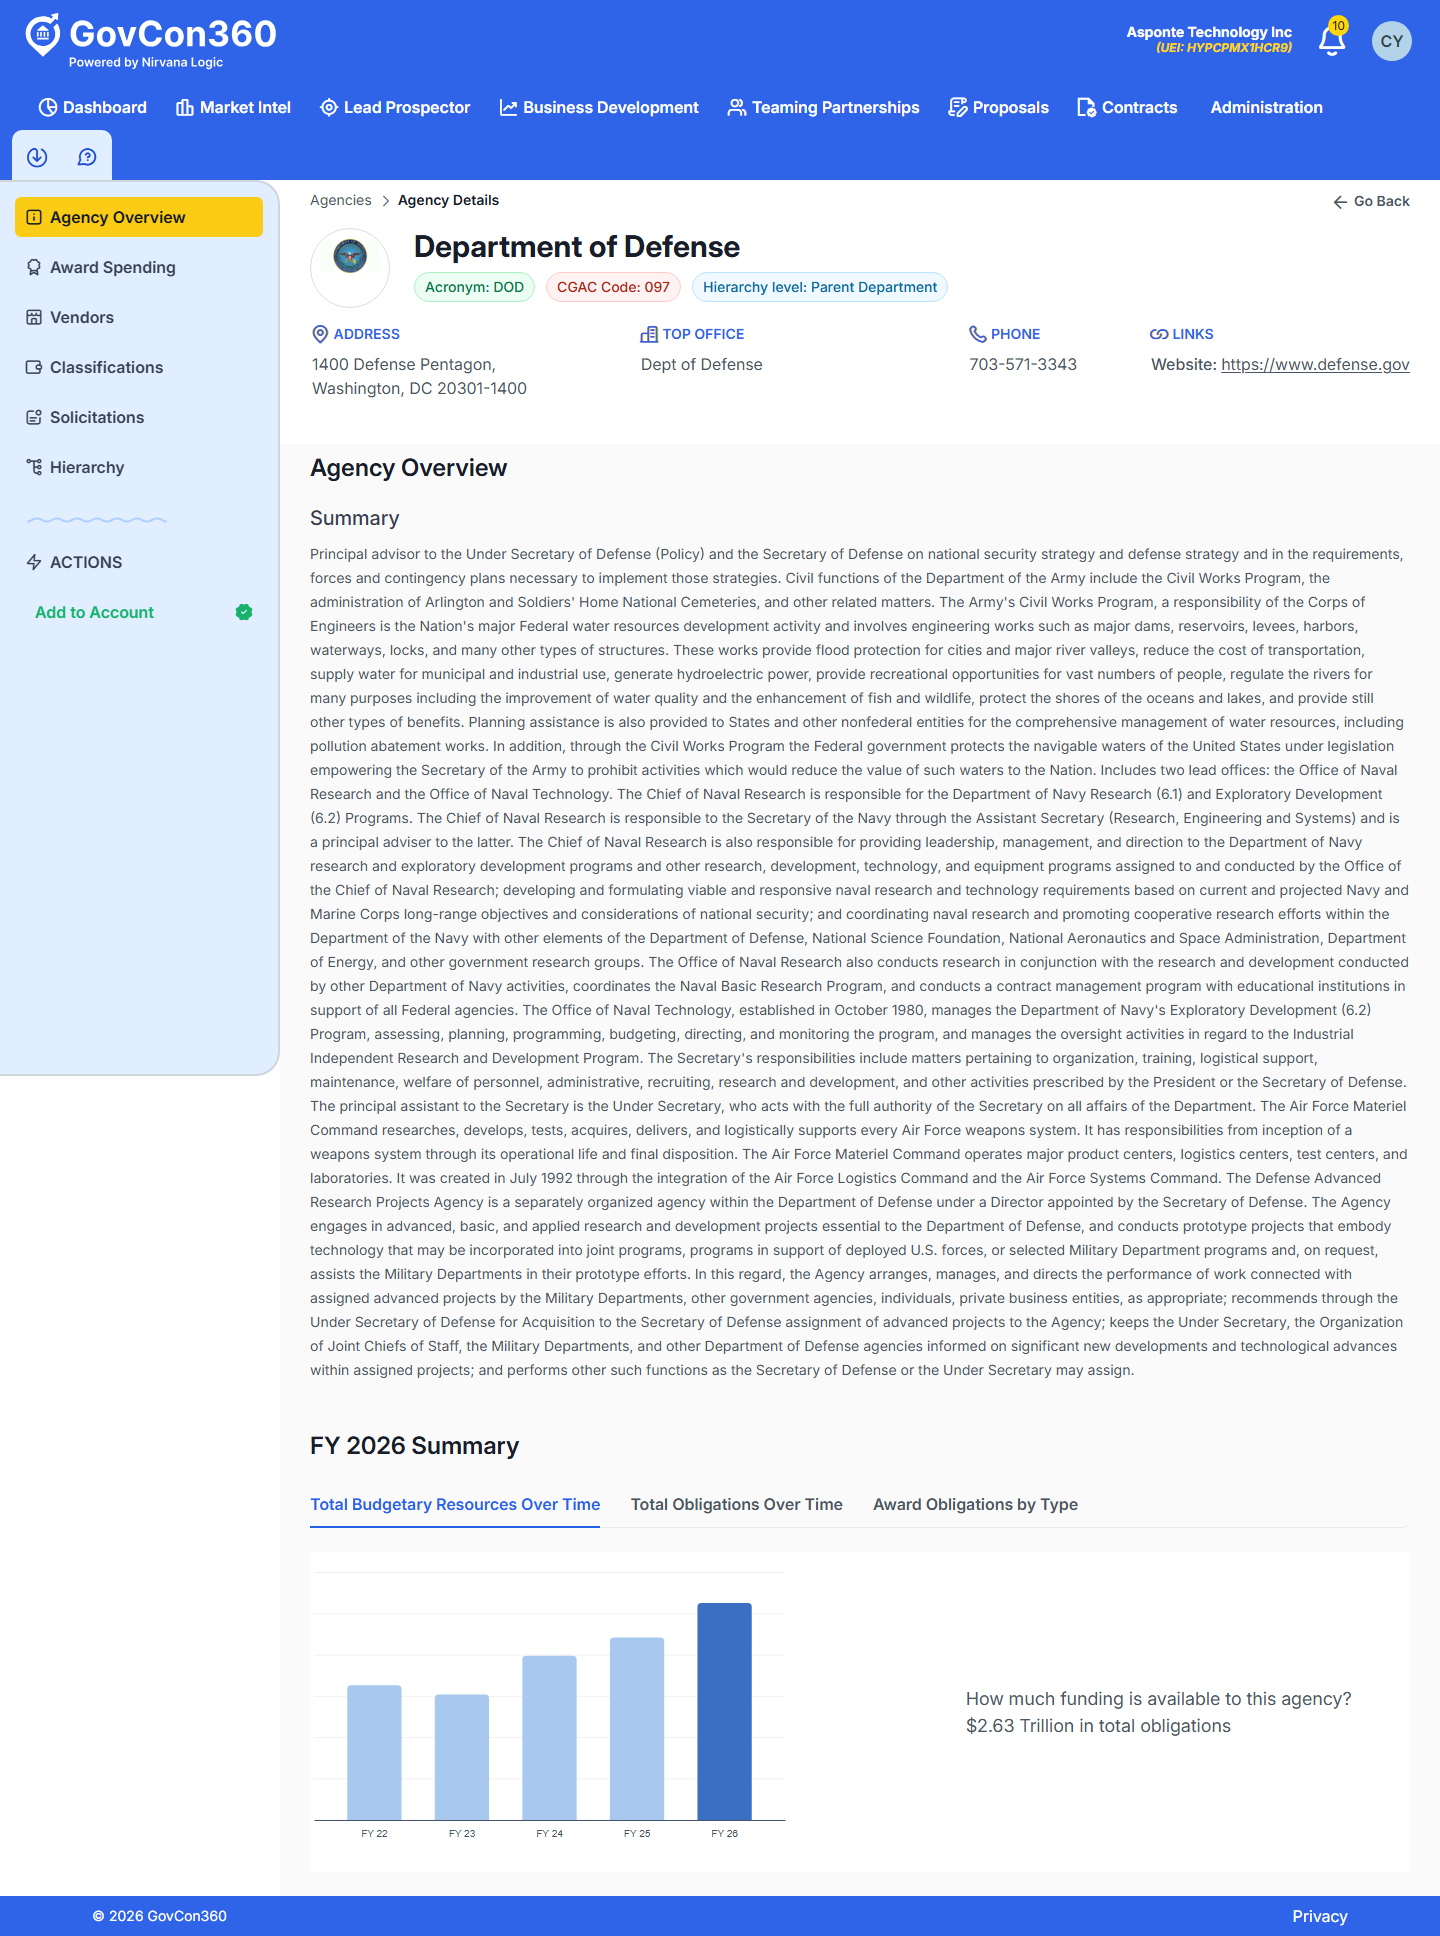 GovCon360
Powered by Nirvana Logic
Asponte Technology Inc
(UEI: HYPCPMX1HCR9)
10
CY
Dashboard
Market Intel
Lead Prospector
Business Development
Teaming Partnerships
Proposals
Contracts
Administration
Agency Overview
Award Spending
Vendors
Classifications
Solicitations
Hierarchy
ACTIONS
Add to Account
Agencies
Agency Details
Go Back
Department of Defense
Acronym: DOD
CGAC Code: 097
Hierarchy level: Parent Department
ADDRESS
1400 Defense Pentagon,
Washington, DC 20301-1400
TOP OFFICE
Dept of Defense
PHONE
703-571-3343
LINKS
Website: https://www.defense.gov
Agency Overview
Summary
Principal advisor to the Under Secretary of Defense (Policy) and the Secretary of Defense on national security strategy and defense strategy and in the requirements,
forces and contingency plans necessary to implement those strategies. Civil functions of the Department of the Army include the Civil Works Program, the
administration of Arlington and Soldiers' Home National Cemeteries, and other related matters. The Army's Civil Works Program, a responsibility of the Corps of
Engineers is the Nation's major Federal water resources development activity and involves engineering works such as major dams, reservoirs, levees, harbors,
waterways, locks, and many other types of structures. These works provide flood protection for cities and major river valleys, reduce the cost of transportation,
supply water for municipal and industrial use, generate hydroelectric power, provide recreational opportunities for vast numbers of people, regulate the rivers for
many purposes including the improvement of water quality and the enhancement of fish and wildlife, protect the shores of the oceans and lakes, and provide still
other types of benefits. Planning assistance is also provided to States and other nonfederal entities for the comprehensive management of water resources, including
pollution abatement works. In addition, through the Civil Works Program the Federal government protects the navigable waters of the United States under legislation
empowering the Secretary of the Army to prohibit activities which would reduce the value of such waters to the Nation. Includes two lead offices: the Office of Naval
Research and the Office of Naval Technology. The Chief of Naval Research is responsible for the Department of Navy Research (6.1) and Exploratory Development
(6.2) Programs. The Chief of Naval Research is responsible to the Secretary of the Navy through the Assistant Secretary (Research, Engineering and Systems) and is
a principal adviser to the latter. The Chief of Naval Research is also responsible for providing leadership, management, and direction to the Department of Navy
research and exploratory development programs and other research, development, technology, and equipment programs assigned to and conducted by the Office of
the Chief of Naval Research; developing and formulating viable and responsive naval research and technology requirements based on current and projected Navy and
Marine Corps long-range objectives and considerations of national security; and coordinating naval research and promoting cooperative research efforts within the
Department of the Navy with other elements of the Department of Defense, National Science Foundation, National Aeronautics and Space Administration, Department
of Energy, and other government research groups. The Office of Naval Research also conducts research in conjunction with the research and development conducted
by other Department of Navy activities, coordinates the Naval Basic Research Program, and conducts a contract management program with educational institutions in
support of all Federal agencies. The Office of Naval Technology, established in October 1980, manages the Department of Navy's Exploratory Development (6.2)
Program, assessing, planning, programming, budgeting, directing, and monitoring the program, and manages the oversight activities in regard to the Industrial
Independent Research and Development Program. The Secretary's responsibilities include matters pertaining to organization, training, logistical support,
maintenance, welfare of personnel, administrative, recruiting, research and development, and other activities prescribed by the President or the Secretary of Defense.
The principal assistant to the Secretary is the Under Secretary, who acts with the full authority of the Secretary on all affairs of the Department. The Air Force Materiel
Command researches, develops, tests, acquires, delivers, and logistically supports every Air Force weapons system. It has responsibilities from inception of a
weapons system through its operational life and final disposition. The Air Force Materiel Command operates major product centers, logistics centers, test centers, and
laboratories. It was created in July 1992 through the integration of the Air Force Logistics Command and the Air Force Systems Command. The Defense Advanced
Research Projects Agency is a separately organized agency within the Department of Defense under a Director appointed by the Secretary of Defense. The Agency
engages in advanced, basic, and applied research and development projects essential to the Department of Defense, and conducts prototype projects that embody
technology that may be incorporated into joint programs, programs in support of deployed U.S. forces, or selected Military Department programs and, on request,
assists the Military Departments in their prototype efforts. In this regard, the Agency arranges, manages, and directs the performance of work connected with
assigned advanced projects by the Military Departments, other government agencies, individuals, private business entities, as appropriate; recommends through the
Under Secretary of Defense for Acquisition to the Secretary of Defense assignment of advanced projects to the Agency; keeps the Under Secretary, the Organization
of Joint Chiefs of Staff, the Military Departments, and other Department of Defense agencies informed on significant new developments and technological advances
within assigned projects; and performs other such functions as the Secretary of Defense or the Under Secretary may assign.
FY 2026 Summary
Total Budgetary Resources Over Time
Total Obligations Over Time
Award Obligations by Type
FY 22
FY 23
FY 24
FY 25
FY 26
How much funding is available to this agency?
$2.63 Trillion in total obligations
© 2026 GovCon360
Privacy